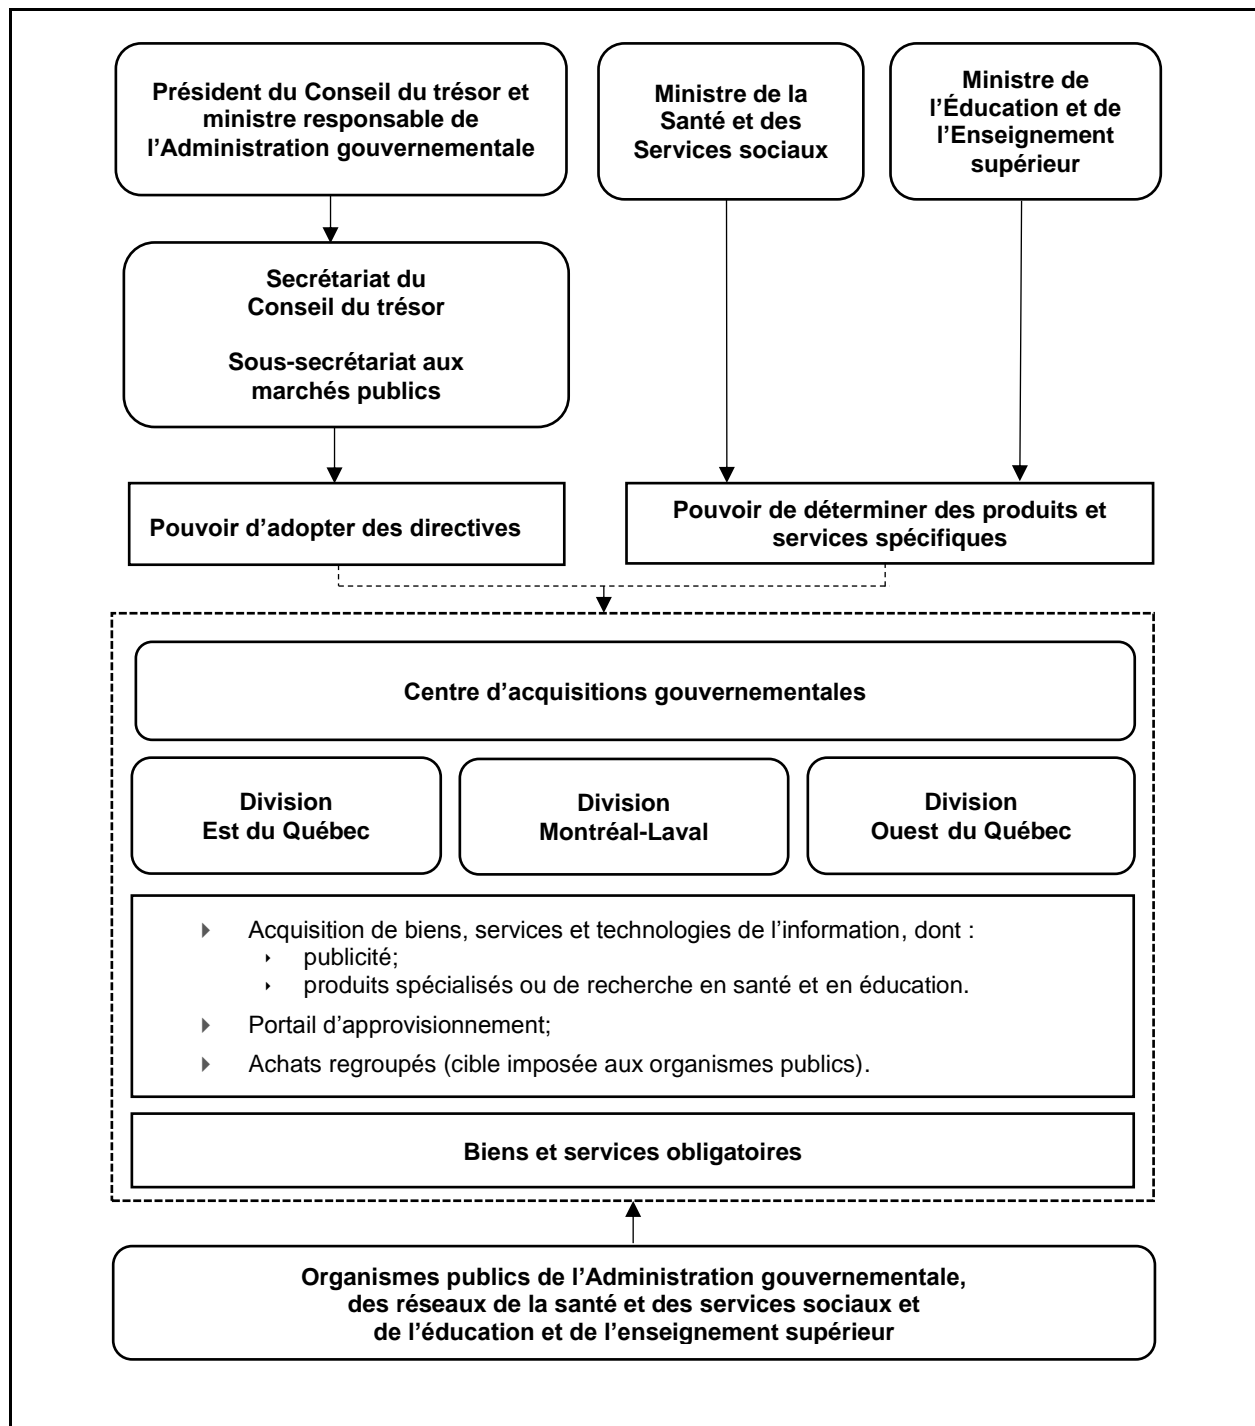 Président du Conseil du trésor et
ministre responsable de
l’Administration gouvernementale
Ministre de la
Santé et des
Services sociaux
Ministre de
l’Éducation et de
l’Enseignement
supérieur
Secrétariat du
Conseil du trésor
Sous-secrétariat aux
marchés publics
Pouvoir d’adopter des directives
Pouvoir de déterminer des produits et
services spécifiques
Centre d’acquisitions gouvernementales
Division
Est du Québec
Division
Montréal-Laval
Division
Ouest du Québec
Acquisition de biens, services et technologies de l’information, dont :
publicité;
produits spécialisés ou de recherche en santé et en éducation.
Portail d’approvisionnement;
Achats regroupés (cible imposée aux organismes publics).
Biens et services obligatoires
Organismes publics de l’Administration gouvernementale,
des réseaux de la santé et des services sociaux et
de l’éducation et de l’enseignement supérieur